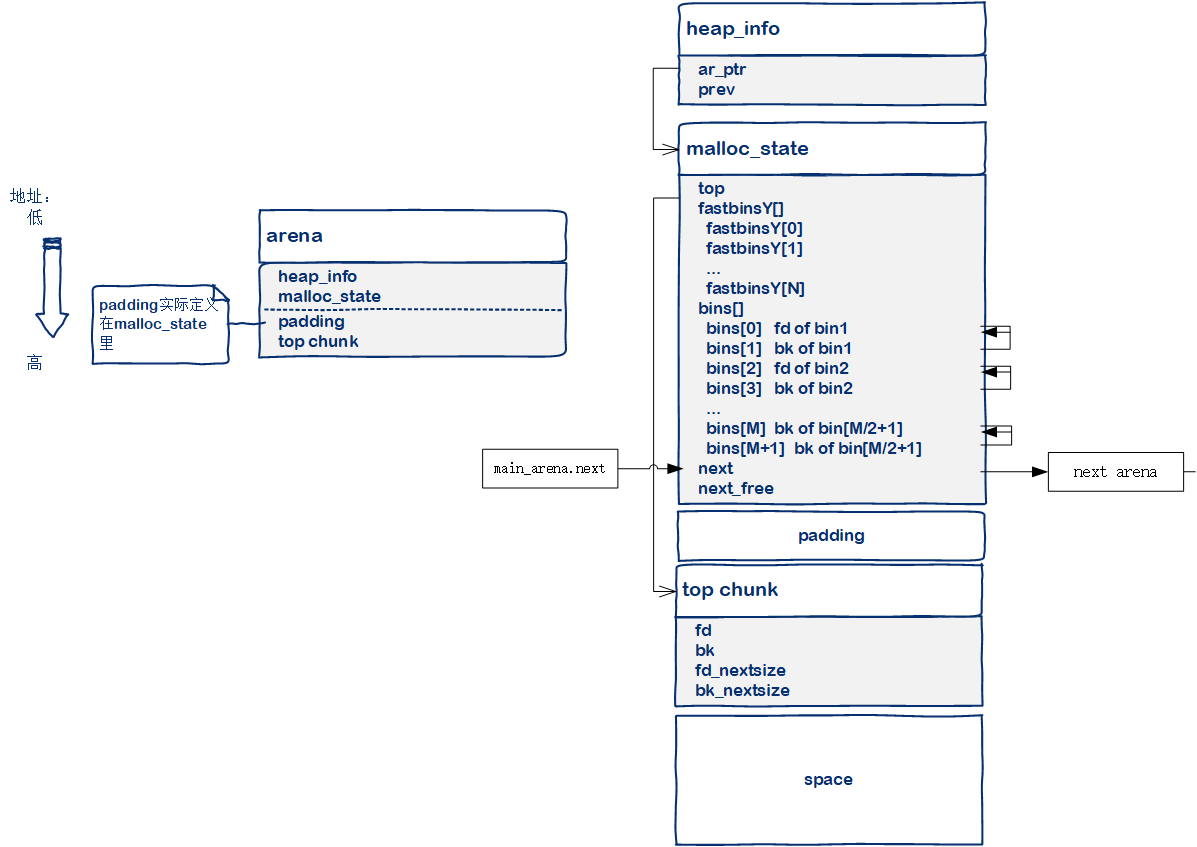 地址：
低
高
padding实际定义
在malloc_state
里
arena
heap_info
malloc_state
padding
top chunk
heap_info
ar_ptr
prev
malloc_state
top
fastbinsY[]
fastbinsY[0]
fastbinsY[1]
...
fastbinsY[N]
bins[]
bins[0] fd of bin1
bins[1] bk of bin1
bins[2] fd of bin2
bins[3] bk of bin2
...
bins[M] bk of bin[M/2+1]
bins[M+1] bk of bin[M/2+1]
next
next_free
main_arena.next
next arena
padding
top chunk
fd
bk
fd_nextsize
bk_nextsize
space